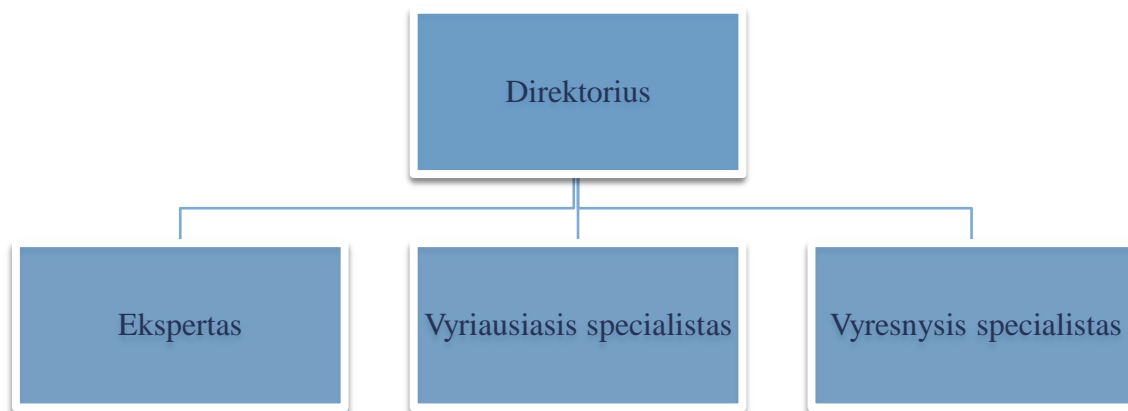 Direktorius
Ekspertas
Vyriausiasis specialistas
Vyresnysis specialistas